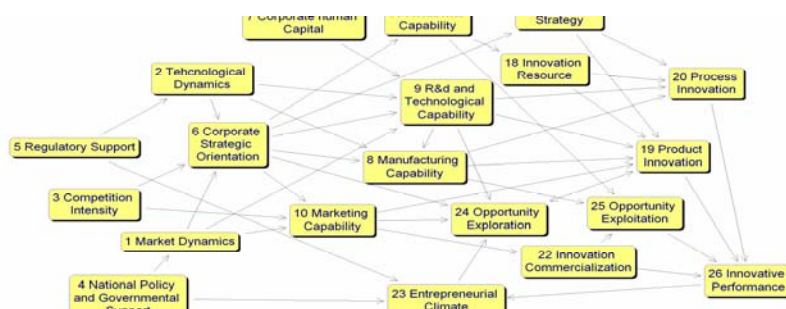 7 Corporate human
Capital
Capability
Strategy
18 Innovation
Resource
20 Process
Innovation
2 Tehcnological
Dynamics
9 R&d and
Technological
Capability
6 Corporate
Strategic
Orientation
5 Regulatory Support
8 Manufacturing
Capability
19 Product
Innovation
3 Competition
Intensity
10 Marketing
Capability
24 Opportunity
Exploration
25 Opportunity
Exploitation
1 Market Dynamics
22 Innovation
Commercialization
26 Innovative
Performance
4 National Policy
and Governmental
Support
23 Entrepreneurial
Climate